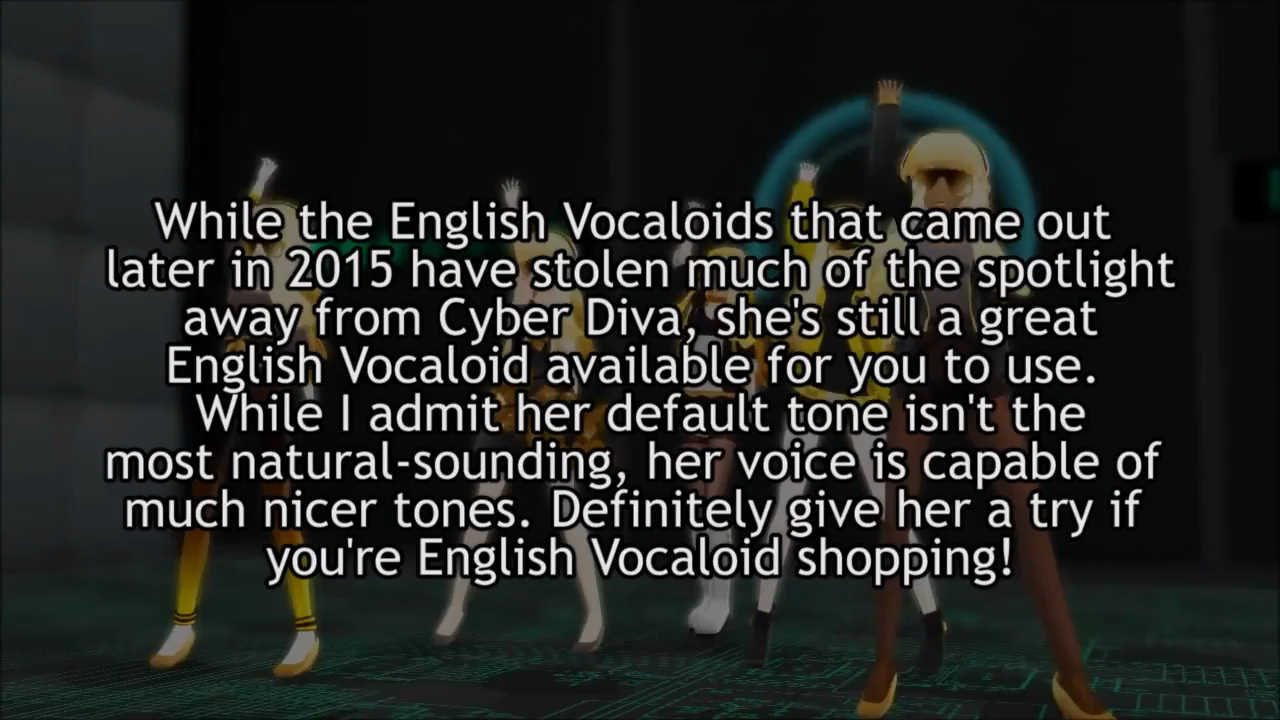 While the English Vocaloids that came out
later in 2015 have stolen much of the spotlight
away from Cyber Diva, she's still a great
English Vocaloid available for you to use.
While I admit her default tone isn't the
most natural-sounding, her voice is capable of
much nicer tones. Definitely give her a try if
you're English Vocaloid shopping!